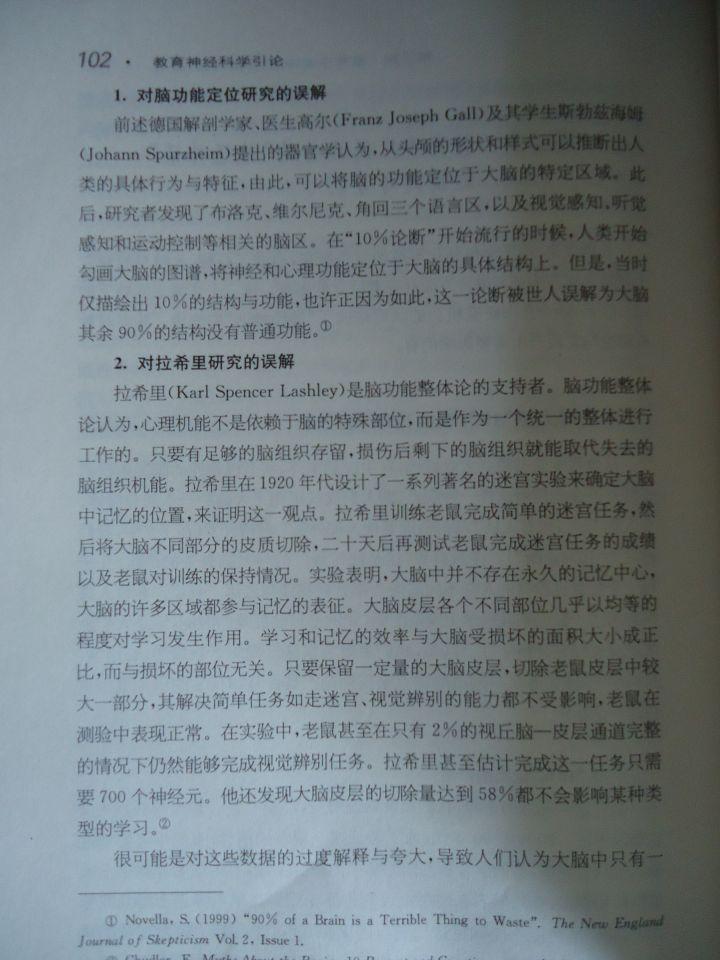 102 · 教育神经科学引论
1. 对脑功能定位研究的误解
前述德国解剖学家、医生高尔(Franz Joseph Gall)及其学生斯勃兹海姆
(Johann Spurzheim)提出的器官学认为,从头颅的形状和样式可以推断出人
类的具体行为与特征,由此,可以将脑的功能定位于大脑的特定区域。此
后,研究者发现了布洛克、维尔尼克、角回三个语言区,以及视觉感知、听觉
感知和运动控制等相关的脑区。在“10%论断”开始流行的时候,人类开始
勾画大脑的图谱,将神经和心理功能定位于大脑的具体结构上。但是,当时
仅描绘出10%的结构与功能,也许正因为如此,这一论断被世人误解为大脑
其余90%的结构没有普通功能。①
2. 对拉希里研究的误解
拉希里(Karl Spencer Lashley)是脑功能整体论的支持者。脑功能整体
论认为,心理机能不是依赖于脑的特殊部位,而是作为一个统一的整体进行
工作的。只要有足够的脑组织存留,损伤后剩下的脑组织就能取代失去的
脑组织机能。拉希里在1920年代设计了一系列著名的迷宫实验来确定大脑
中记忆的位置,来证明这一观点。拉希里训练老鼠完成简单的迷宫任务,然
后将大脑不同部分的皮质切除,二十天后再测试老鼠完成迷宫任务的成绩
以及老鼠对训练的保持情况。实验表明,大脑中并不存在永久的记忆中心,
大脑的许多区域都参与记忆的表征。大脑皮层各个不同部位几乎以均等的
程度对学习发生作用。学习和记忆的效率与大脑受损坏的面积大小成正
比,而与损坏的部位无关。只要保留一定量的大脑皮层,切除老鼠皮层中较
大一部分,其解决简单任务如走迷宫、视觉辨别的能力都不受影响,老鼠在
测验中表现正常。在实验中,老鼠甚至在只有2%的视丘脑—皮层通道完整
的情况下仍然能够完成视觉辨别任务。拉希里甚至估计完成这一任务只需
要700个神经元。他还发现大脑皮层的切除量达到58%都不会影响某种类
型的学习。②
很可能是对这些数据的过度解释与夸大,导致人们认为大脑中只有一
① Novella, S. (1999) “90% of a Brain is a Terrible Thing to Waste”. The New England
Journal of Skepticism Vol. 2, Issue 1.